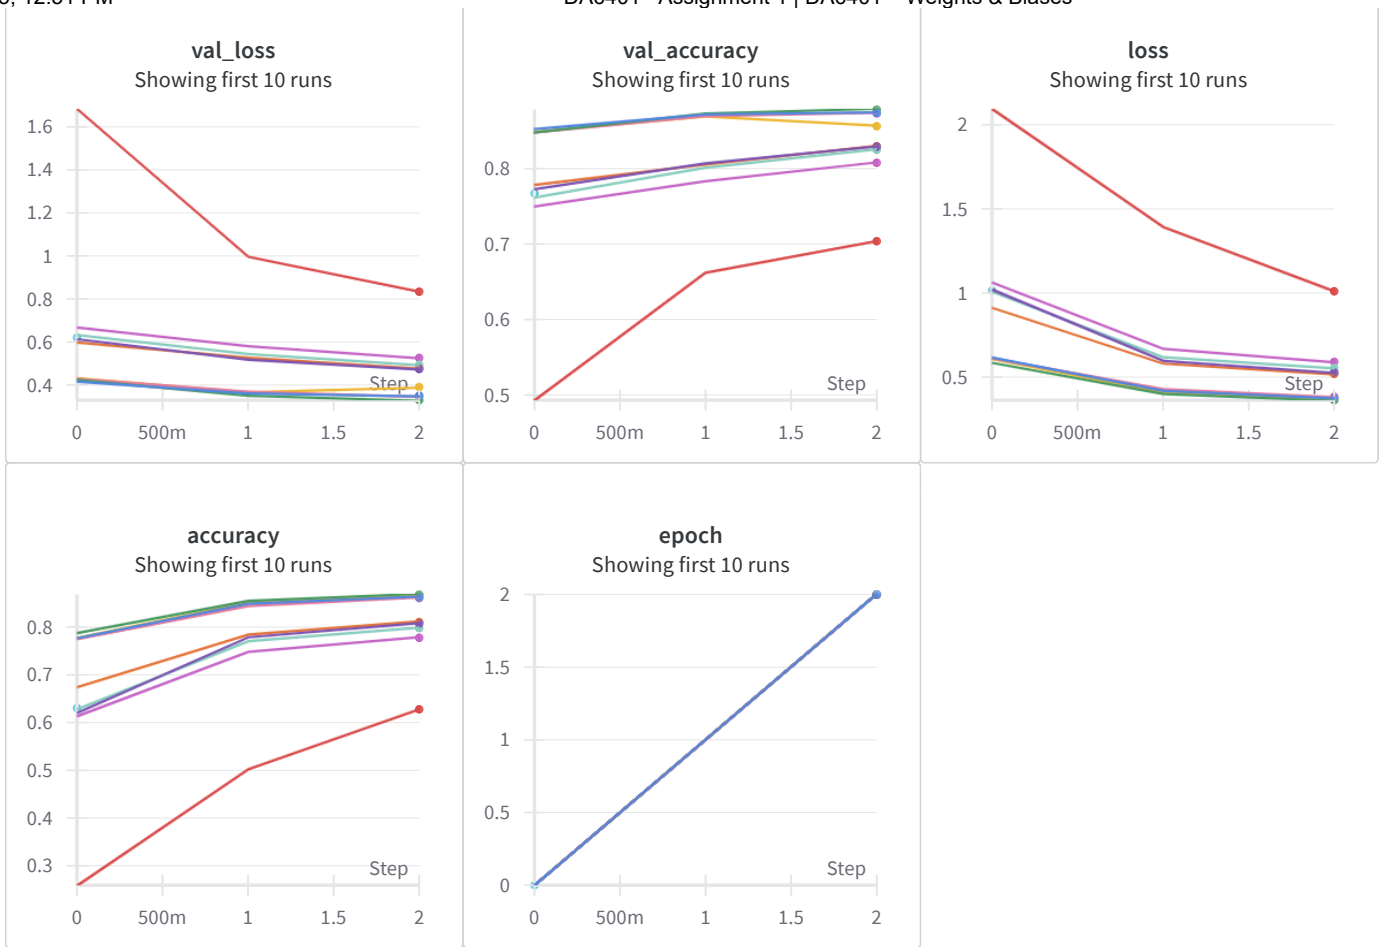 val_loss
Showing first 10 runs
1.6
1.4
1.2
1
0.8
0.6
0.4
Step
0 500m 1 1.5 2
val_accuracy
Showing first 10 runs
0.8
0.7
0.6
0.5
Step
0 500m 1 1.5 2
loss
Showing first 10 runs
2
1.5
1
0.5
Step
0 500m 1 1.5 2
accuracy
Showing first 10 runs
0.8
0.7
0.6
0.5
0.4
0.3
Step
0 500m 1 1.5 2
epoch
Showing first 10 runs
2
1.5
1
0.5
0
Step
0 500m 1 1.5 2